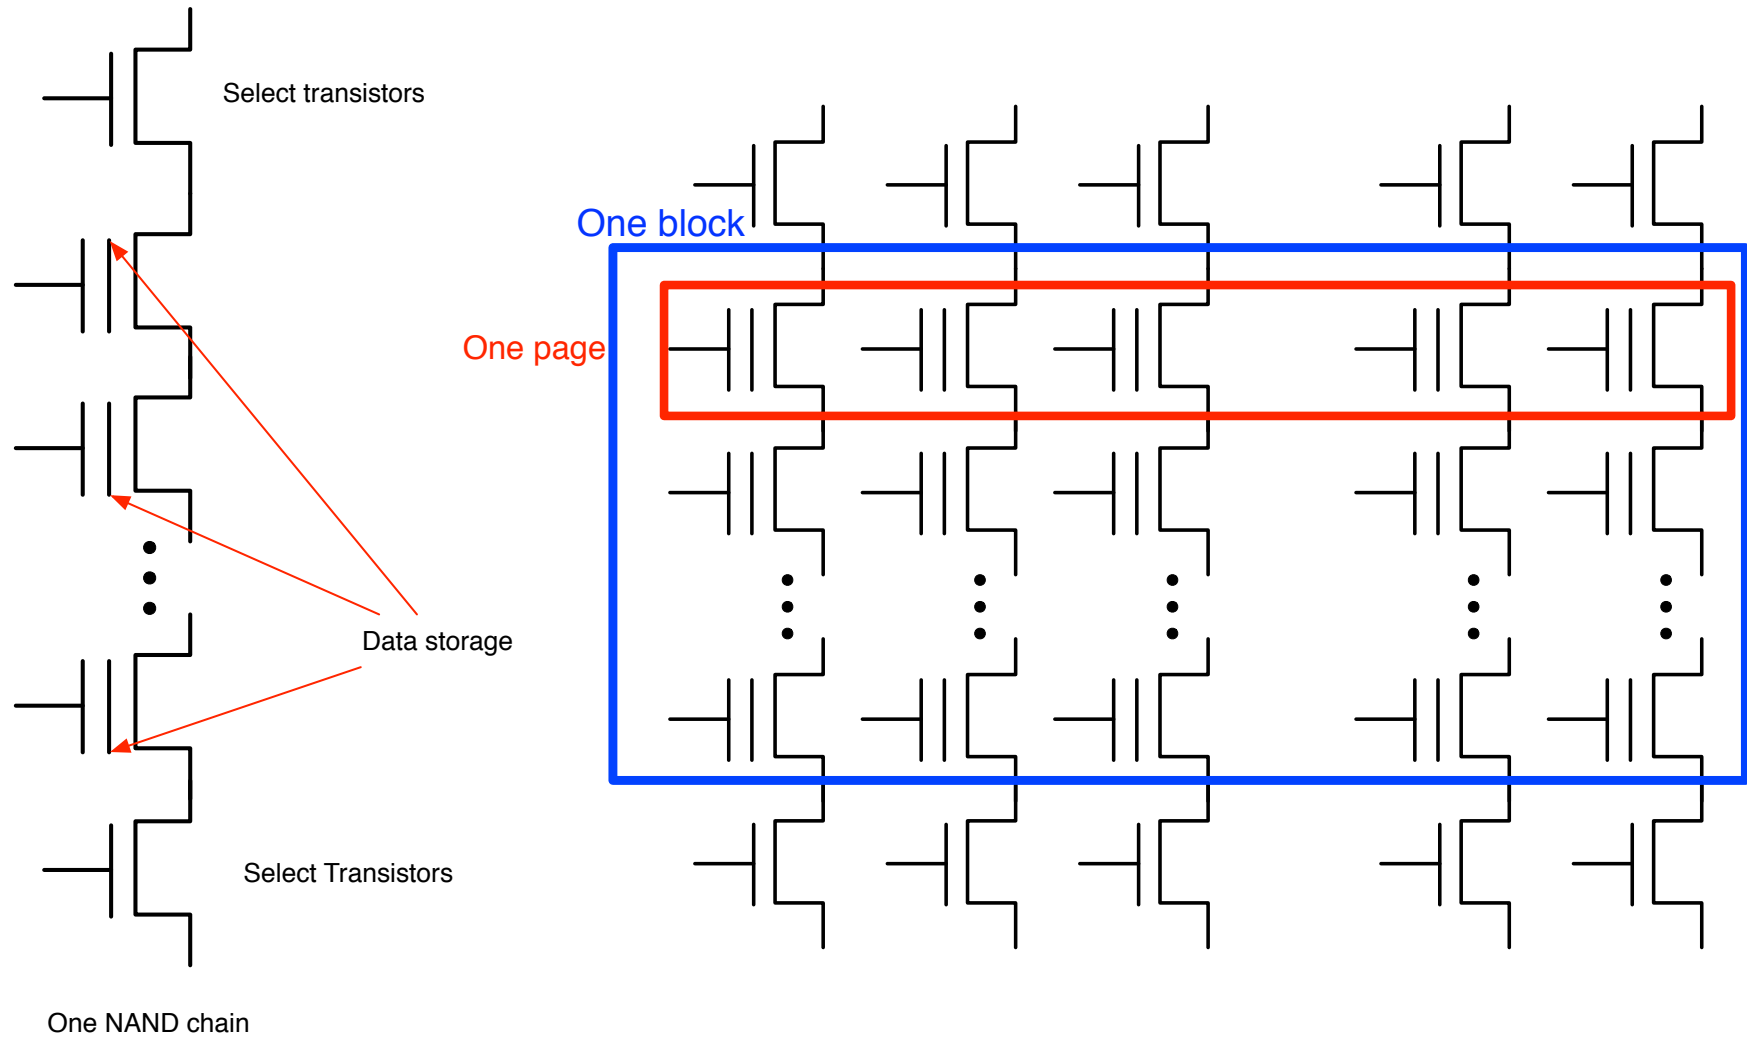 Select transistors
One block
One page
Data storage
Select Transistors
One NAND chain